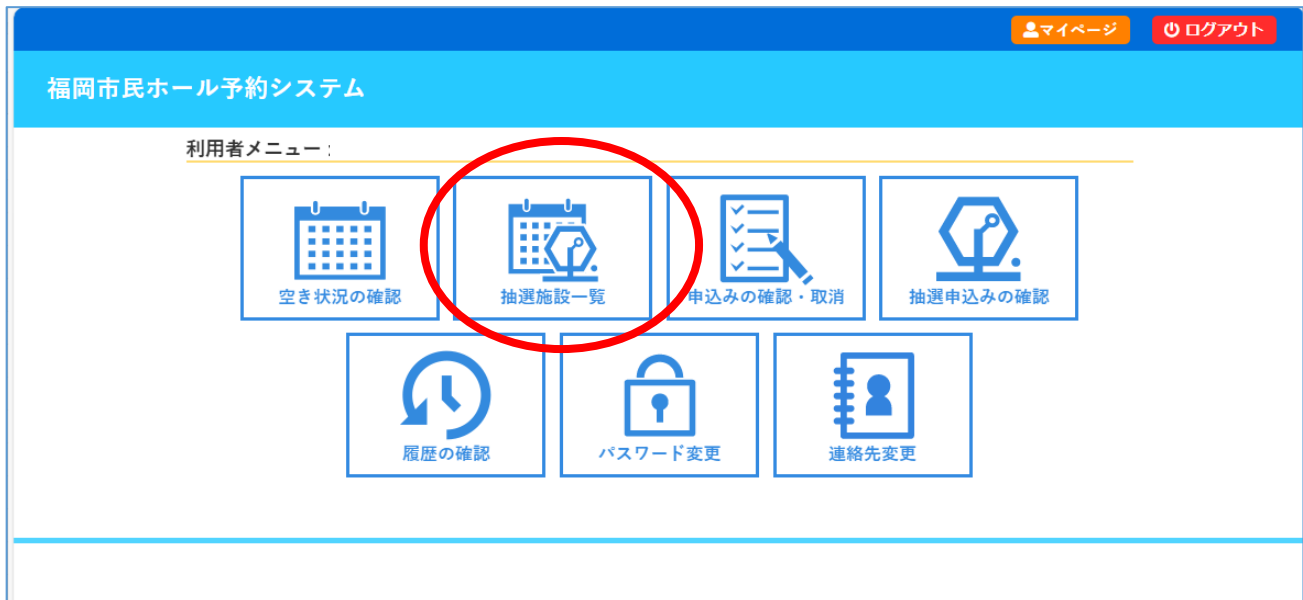 マイページ ログアウト
福岡市民ホール予約システム
利用者メニュー :
空き状況の確認 抽選施設一覧 申込みの確認・取消 抽選申込みの確認
履歴の確認 パスワード変更 連絡先変更